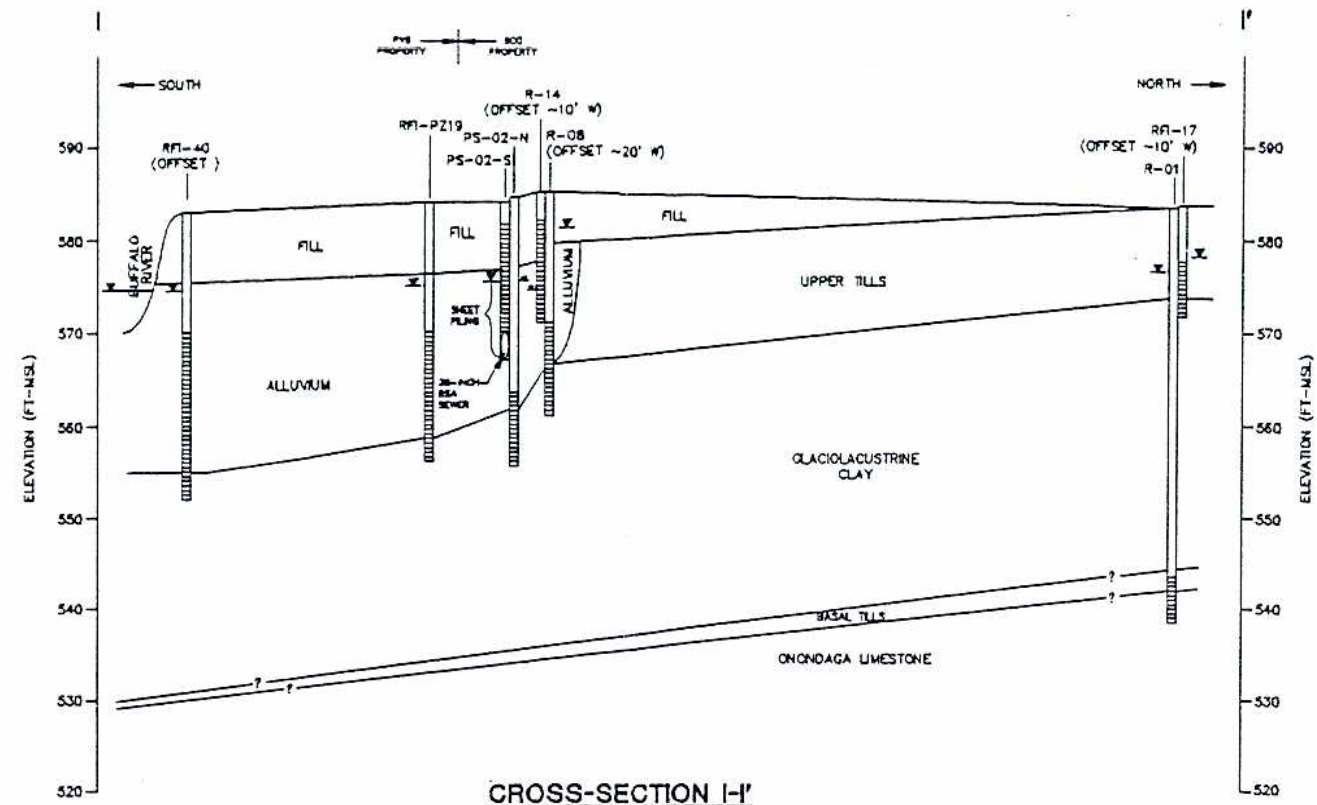 I
I'
PVS PROPERTY
BCC PROPERTY
SOUTH
NORTH
R-14
(OFFSET ~10' W)
RFI-17
(OFFSET ~10' W)
RFI-PZ19
PS-02-N
R-08
(OFFSET ~20' W)
PS-02-S
RFI-40
(OFFSET )
R-01
590
590
BUFFALO RIVER
FILL
FILL
FILL
580
580
ALLUVIUM
UPPER TILLS
SHEET PILING
570
570
ALLUVIUM
BSA
SEWER
560
560
GLACIOLACUSTRINE
CLAY
550
550
ELEVATION (FT-MSL)
ELEVATION (FT-MSL)
?
?
540
540
BASAL TILLS
ONONDAGA LIMESTONE
?
?
530
530
520
520
CROSS-SECTION I-I'